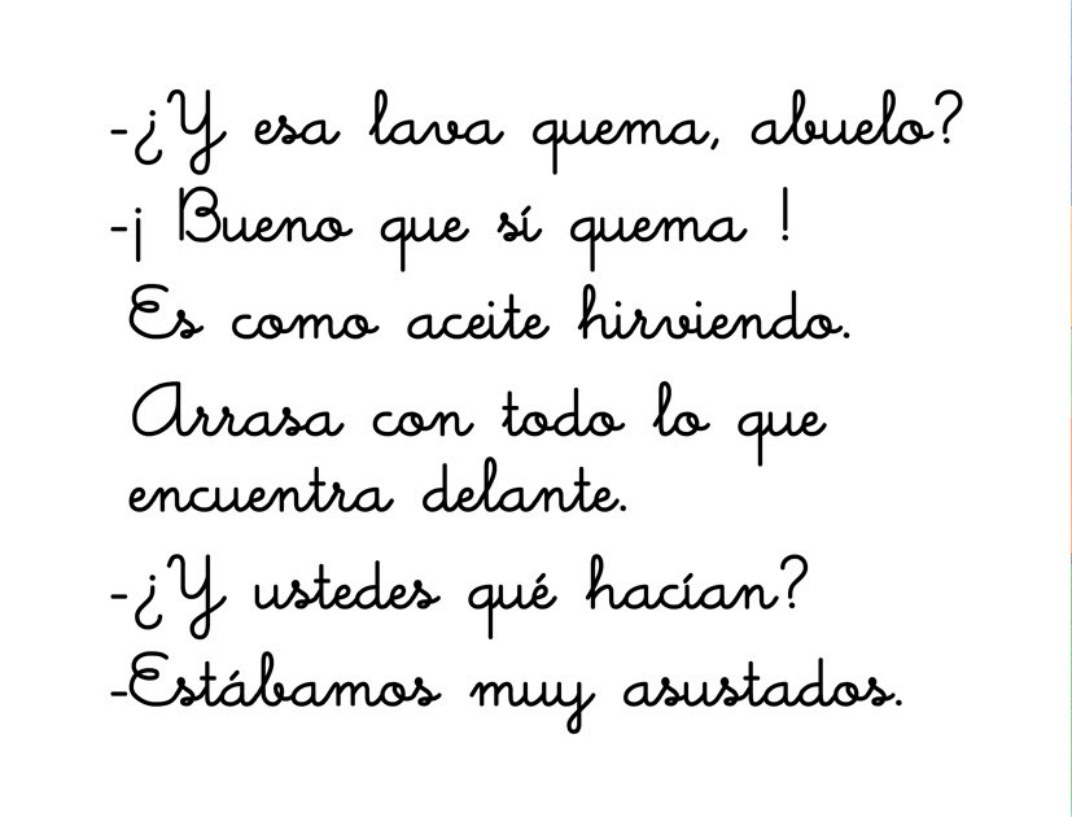 -¿Y esa lava quema, abuelo?
-¡ Bueno que sí quema !
Es como aceite hirviendo.
Arrasa con todo lo que
encuentra delante.
-¿Y ustedes qué hacían?
-Estábamos muy asustados.